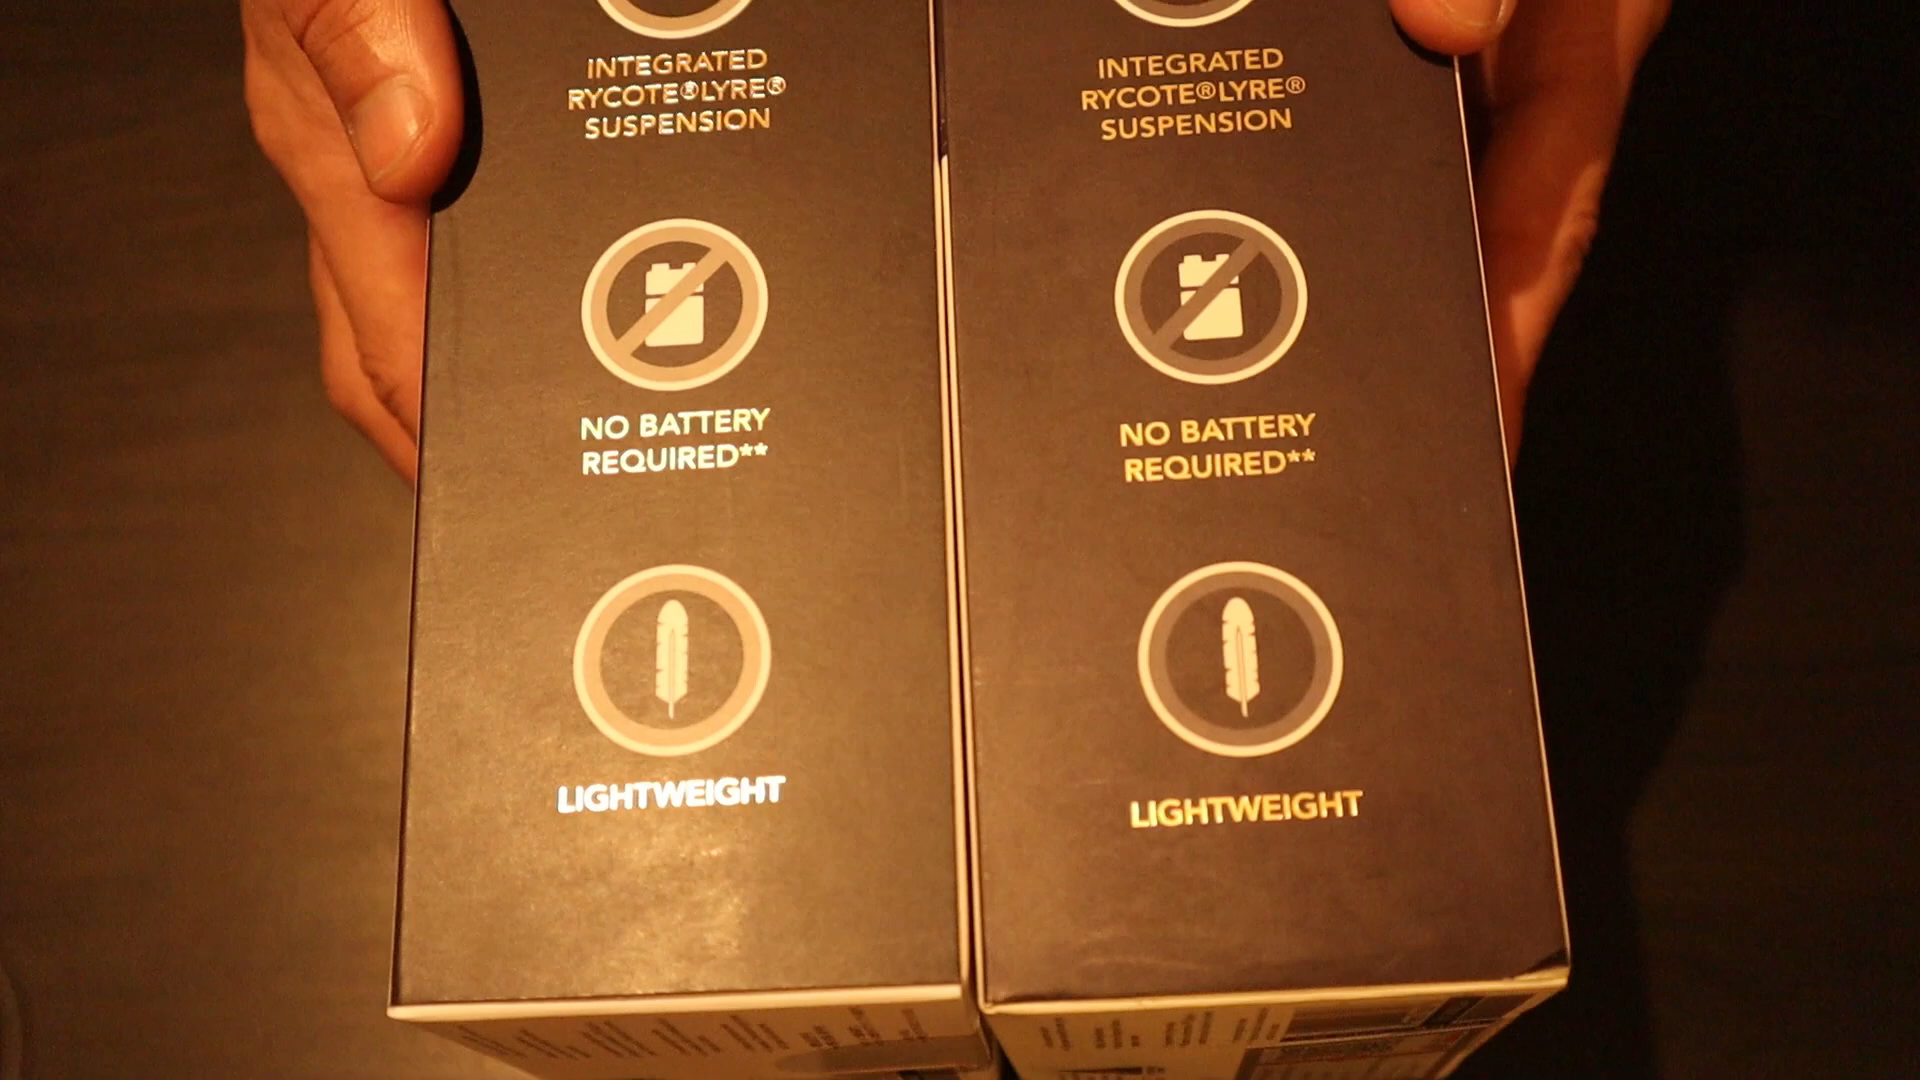 INTEGRATED
RYCOTE®LYRE®
SUSPENSION
NO BATTERY
REQUIRED**
LIGHTWEIGHT
INTEGRATED
RYCOTE®LYRE®
SUSPENSION
NO BATTERY
REQUIRED**
LIGHTWEIGHT